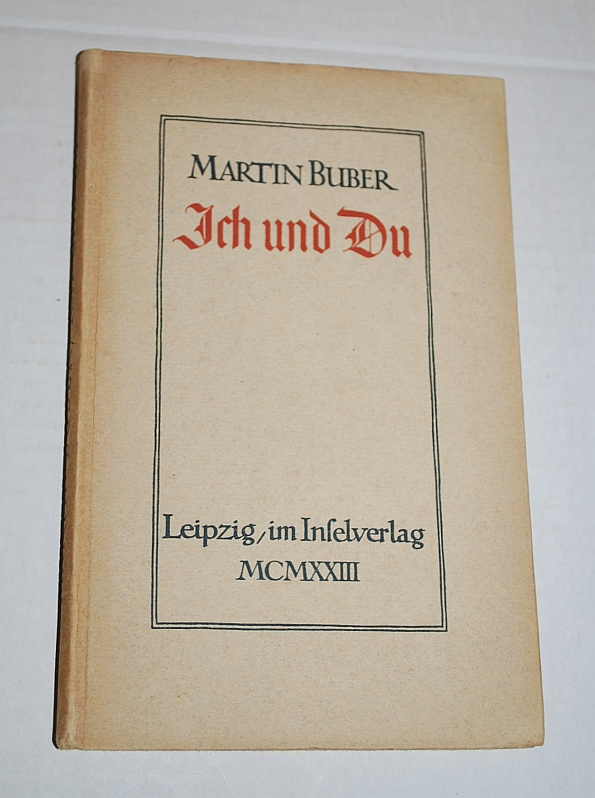 MARTIN BUBER
Ich und Du
Leipzig/im Inſelverlag
MCMXXIII